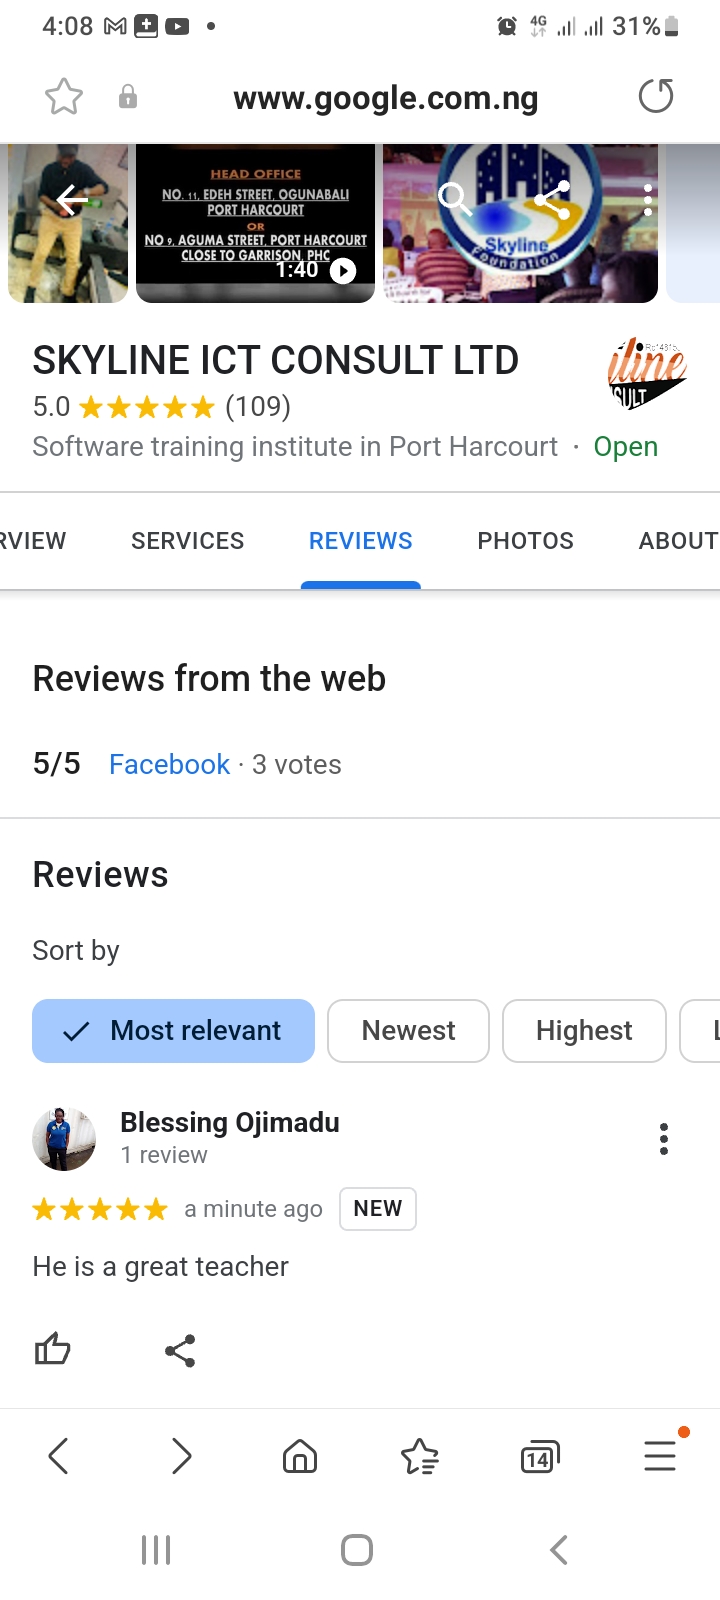 4:08
4G
31%
www.google.com.ng
HEAD OFFICE
NO. 11, EDEH STREET, OGUNABALI
PORT HARCOURT
OR
NO 9, AGUMA STREET, PORT HARCOURT
CLOSE TO GARRISON, PHC
1:40
Skyline
Foundation
SKYLINE ICT CONSULT LTD
5.0 (109)
Software training institute in Port Harcourt · Open
RVIEW SERVICES REVIEWS PHOTOS ABOUT
Reviews from the web
5/5 Facebook · 3 votes
Reviews
Sort by
Most relevant Newest Highest L
Blessing Ojimadu
1 review
a minute ago NEW
He is a great teacher
14